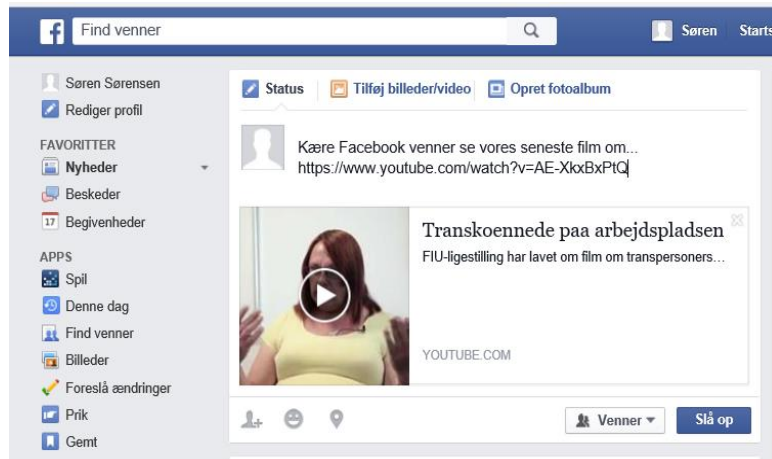 f
Find venner
Søren
Starts
Søren Sørensen
Rediger profil
FAVORITTER
Nyheder
Beskeder
17 Begivenheder
APPS
Spil
Denne dag
Find venner
Billeder
Foreslå ændringer
Prik
Gemt
Status
Tilføj billeder/video
Opret fotoalbum
Kære Facebook venner se vores seneste film om...
https://www.youtube.com/watch?v=AE-XkxBxPtQ
Transkoennede paa arbejdspladsen
FIU-ligestilling har lavet om film om transpersoners...
YOUTUBE.COM
Venner
Slå op